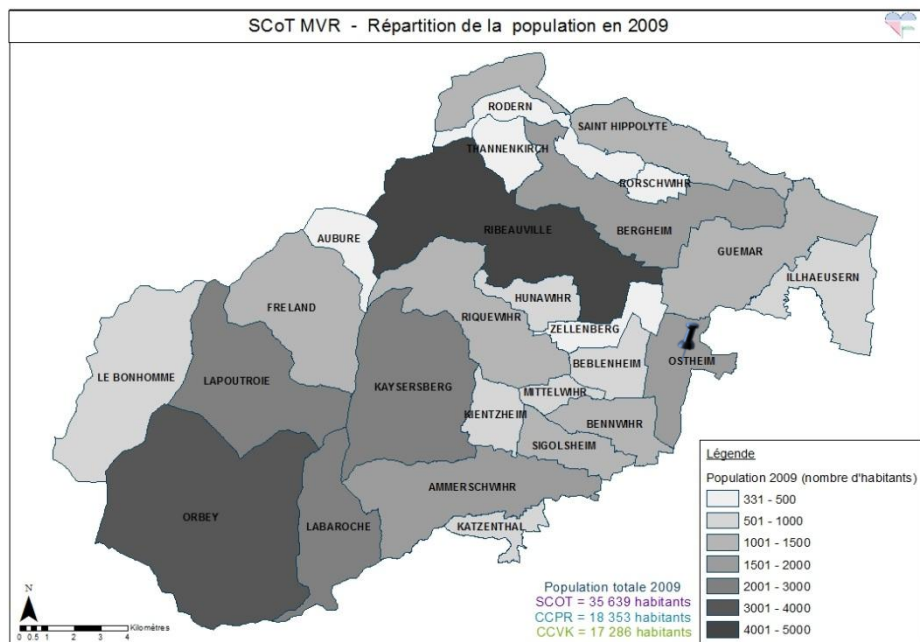 SCoT MVR - Répartition de la population en 2009
RODERN
SAINT HIPPOLYTE
THANNENKIRCH
RORSCHWIHR
AUBURE
RIBEAUVILLE
BERGHEIM
GUEMAR
ILLHAEUSERN
FRELAND
HUNAWIHR
RIQUEWIHR
ZELLENBERG
LE BONHOMME
LAPOUTROIE
KAYSERSBERG
BEBLENHEIM
OSTHEIM
MITTELWIHR
KIENTZHEIM
BENNWIHR
SIGOLSHEIM
AMMERSCHWIHR
ORBEY
LABAROCHE
KATZENTHAL
Légende
Population 2009 (nombre d'habitants)
331 - 500
501 - 1000
1001 - 1500
1501 - 2000
2001 - 3000
3001 - 4000
4001 - 5000
Population totale 2009
SCOT = 35 639 habitants
CCPR = 18 353 habitants
CCVK = 17 286 habitants
N
Kilomètres
0 0.5 1 2 3 4